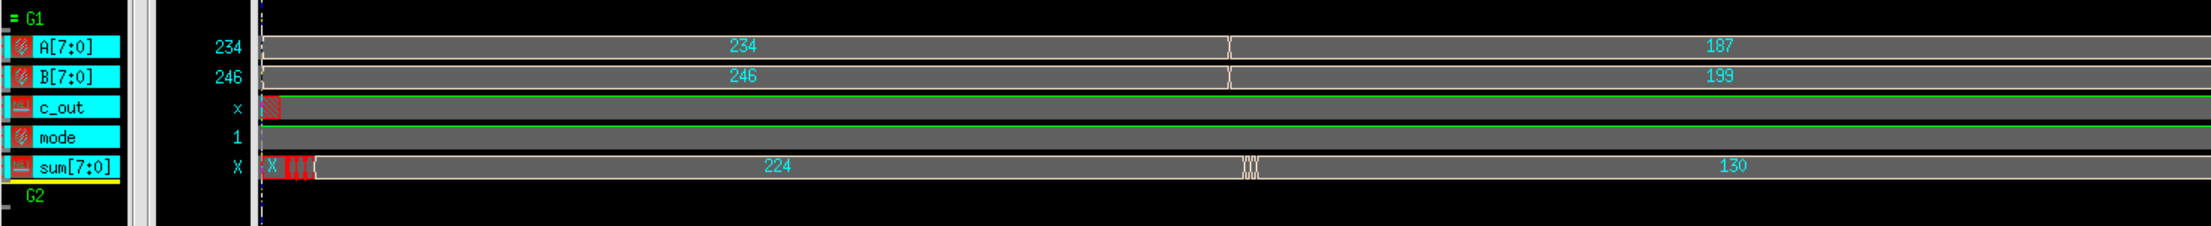 = G1
A[7:0] 234 234 187
B[7:0] 246 246 199
c_out x
mode 1
sum[7:0] X X 224 130
G2